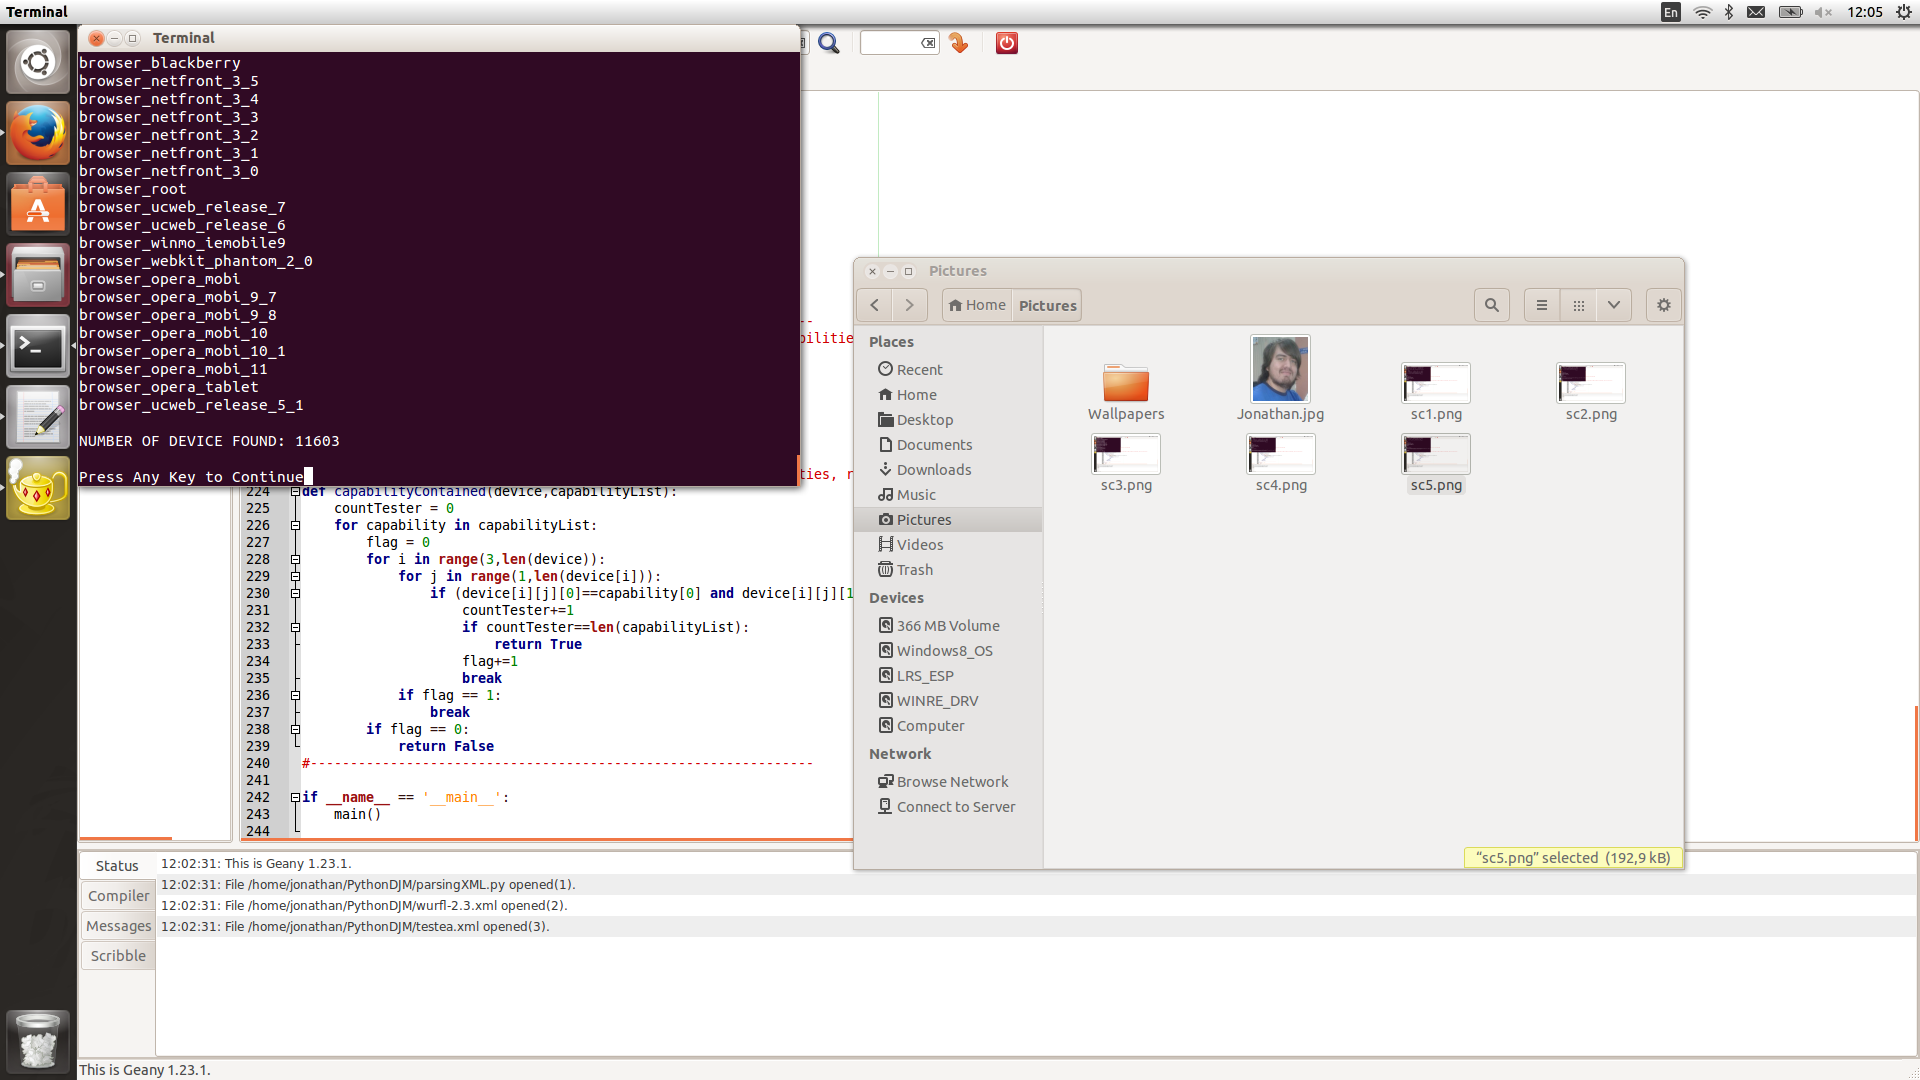 Terminal
En
12:05
Terminal
browser_blackberry
browser_netfront_3_5
browser_netfront_3_4
browser_netfront_3_3
browser_netfront_3_2
browser_netfront_3_1
browser_netfront_3_0
browser_root
browser_ucweb_release_7
browser_ucweb_release_6
browser_winmo_iemobile9
browser_webkit_phantom_2_0
browser_opera_mobi
browser_opera_mobi_9_7
browser_opera_mobi_9_8
browser_opera_mobi_10
browser_opera_mobi_10_1
browser_opera_mobi_11
browser_opera_tablet
browser_ucweb_release_5_1
NUMBER OF DEVICE FOUND: 11603
Press Any Key to Continue
--
bilitie
ties, r
224 def capabilityContained(device,capabilityList):
225 countTester = 0
226 for capability in capabilityList:
227 flag = 0
228 for i in range(3,len(device)):
229 for j in range(1,len(device[i])):
230 if (device[i][j][0]==capability[0] and device[i][j][1
231 countTester+=1
232 if countTester==len(capabilityList):
233 return True
234 flag+=1
235 break
236 if flag == 1:
237 break
238 if flag == 0:
239 return False
240 #---------------------------------------------------------------
241
242 if __name__ == '__main__':
243 main()
244
Pictures
Home
Pictures
Places
Recent
Home
Desktop
Documents
Downloads
Music
Pictures
Videos
Trash
Devices
366 MB Volume
Windows8_OS
LRS_ESP
WINRE_DRV
Computer
Network
Browse Network
Connect to Server
Wallpapers
Jonathan.jpg
sc1.png
sc2.png
sc3.png
sc4.png
sc5.png
“sc5.png” selected (192,9 kB)
Status
Compiler
Messages
Scribble
12:02:31: This is Geany 1.23.1.
12:02:31: File /home/jonathan/PythonDJM/parsingXML.py opened(1).
12:02:31: File /home/jonathan/PythonDJM/wurfl-2.3.xml opened(2).
12:02:31: File /home/jonathan/PythonDJM/testea.xml opened(3).
This is Geany 1.23.1.